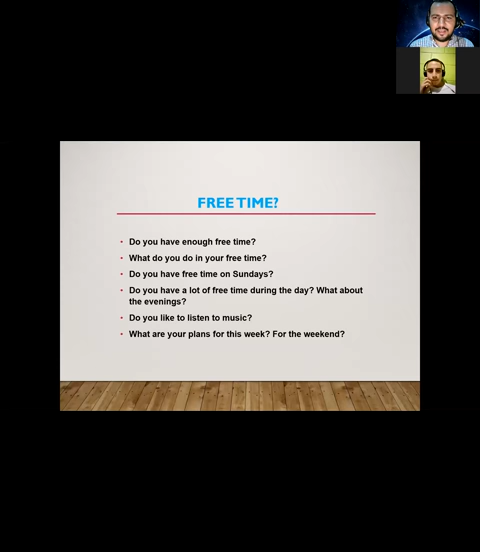 FREE TIME?
• Do you have enough free time?
• What do you do in your free time?
• Do you have free time on Sundays?
• Do you have a lot of free time during the day? What about
the evenings?
• Do you like to listen to music?
• What are your plans for this week? For the weekend?